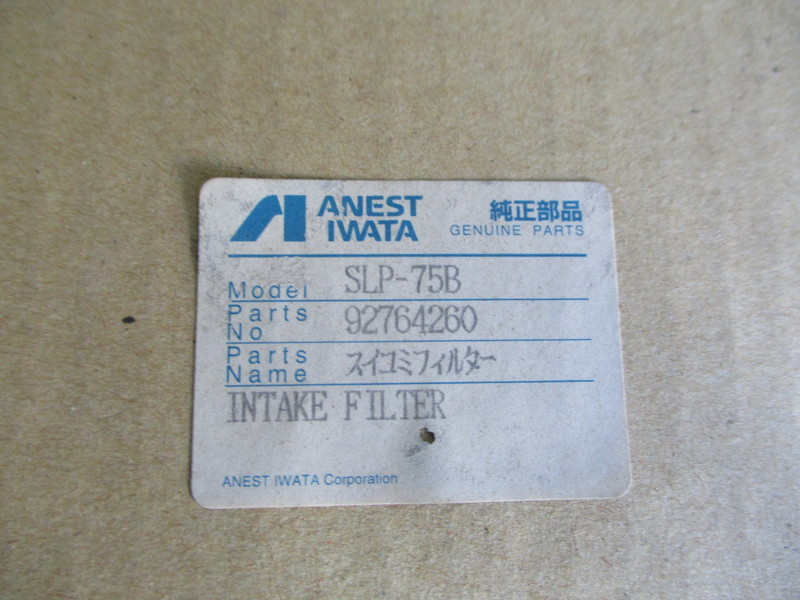 ANEST
IWATA
純正部品
GENUINE PARTS
Model SLP-75B
Parts No 92764260
Parts Name スイコミフィルター
INTAKE FILTER
ANEST IWATA Corporation